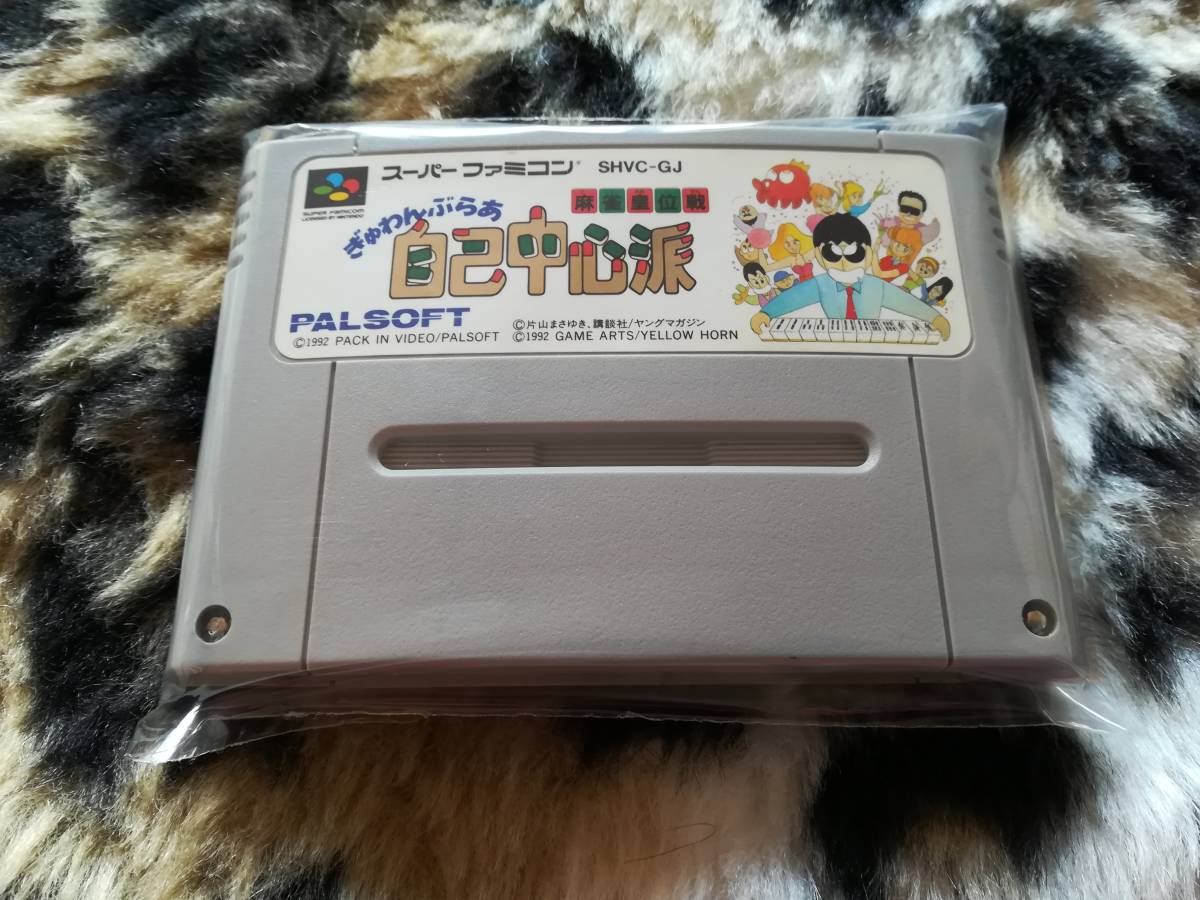 スーパーファミコン® SHVC-GJ
SUPER FAMICOM
LICENSED BY NINTENDO
麻雀皇位戦
ぎゅわんぶらあ
自己中心派
PALSOFT
©1992 PACK IN VIDEO/PALSOFT
©片山まさゆき,講談社/ヤングマガジン
©1992 GAME ARTS/YELLOW HORN